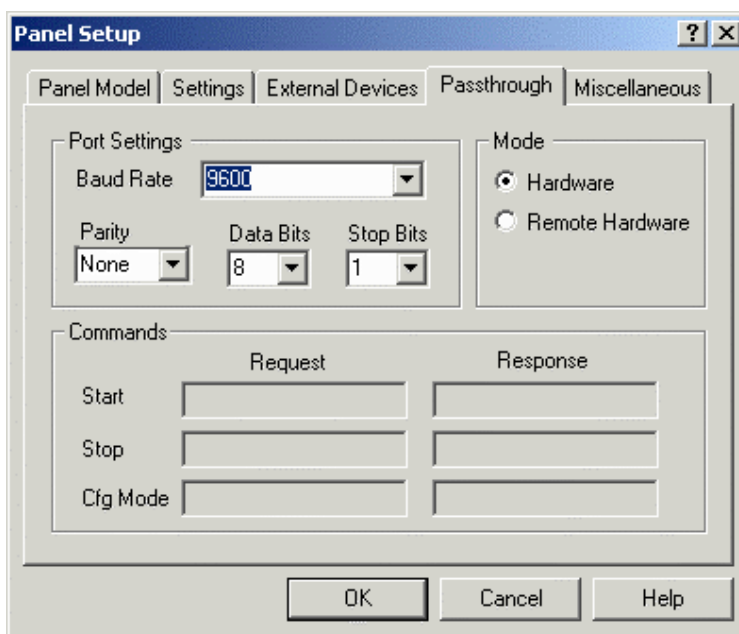 Panel Setup
Panel Model Settings External Devices Passthrough Miscellaneous
Port Settings
Baud Rate 9600
Parity Data Bits Stop Bits
None 8 1
Mode
Hardware
Remote Hardware
Commands
Request Response
Start
Stop
Cfg Mode
OK Cancel Help